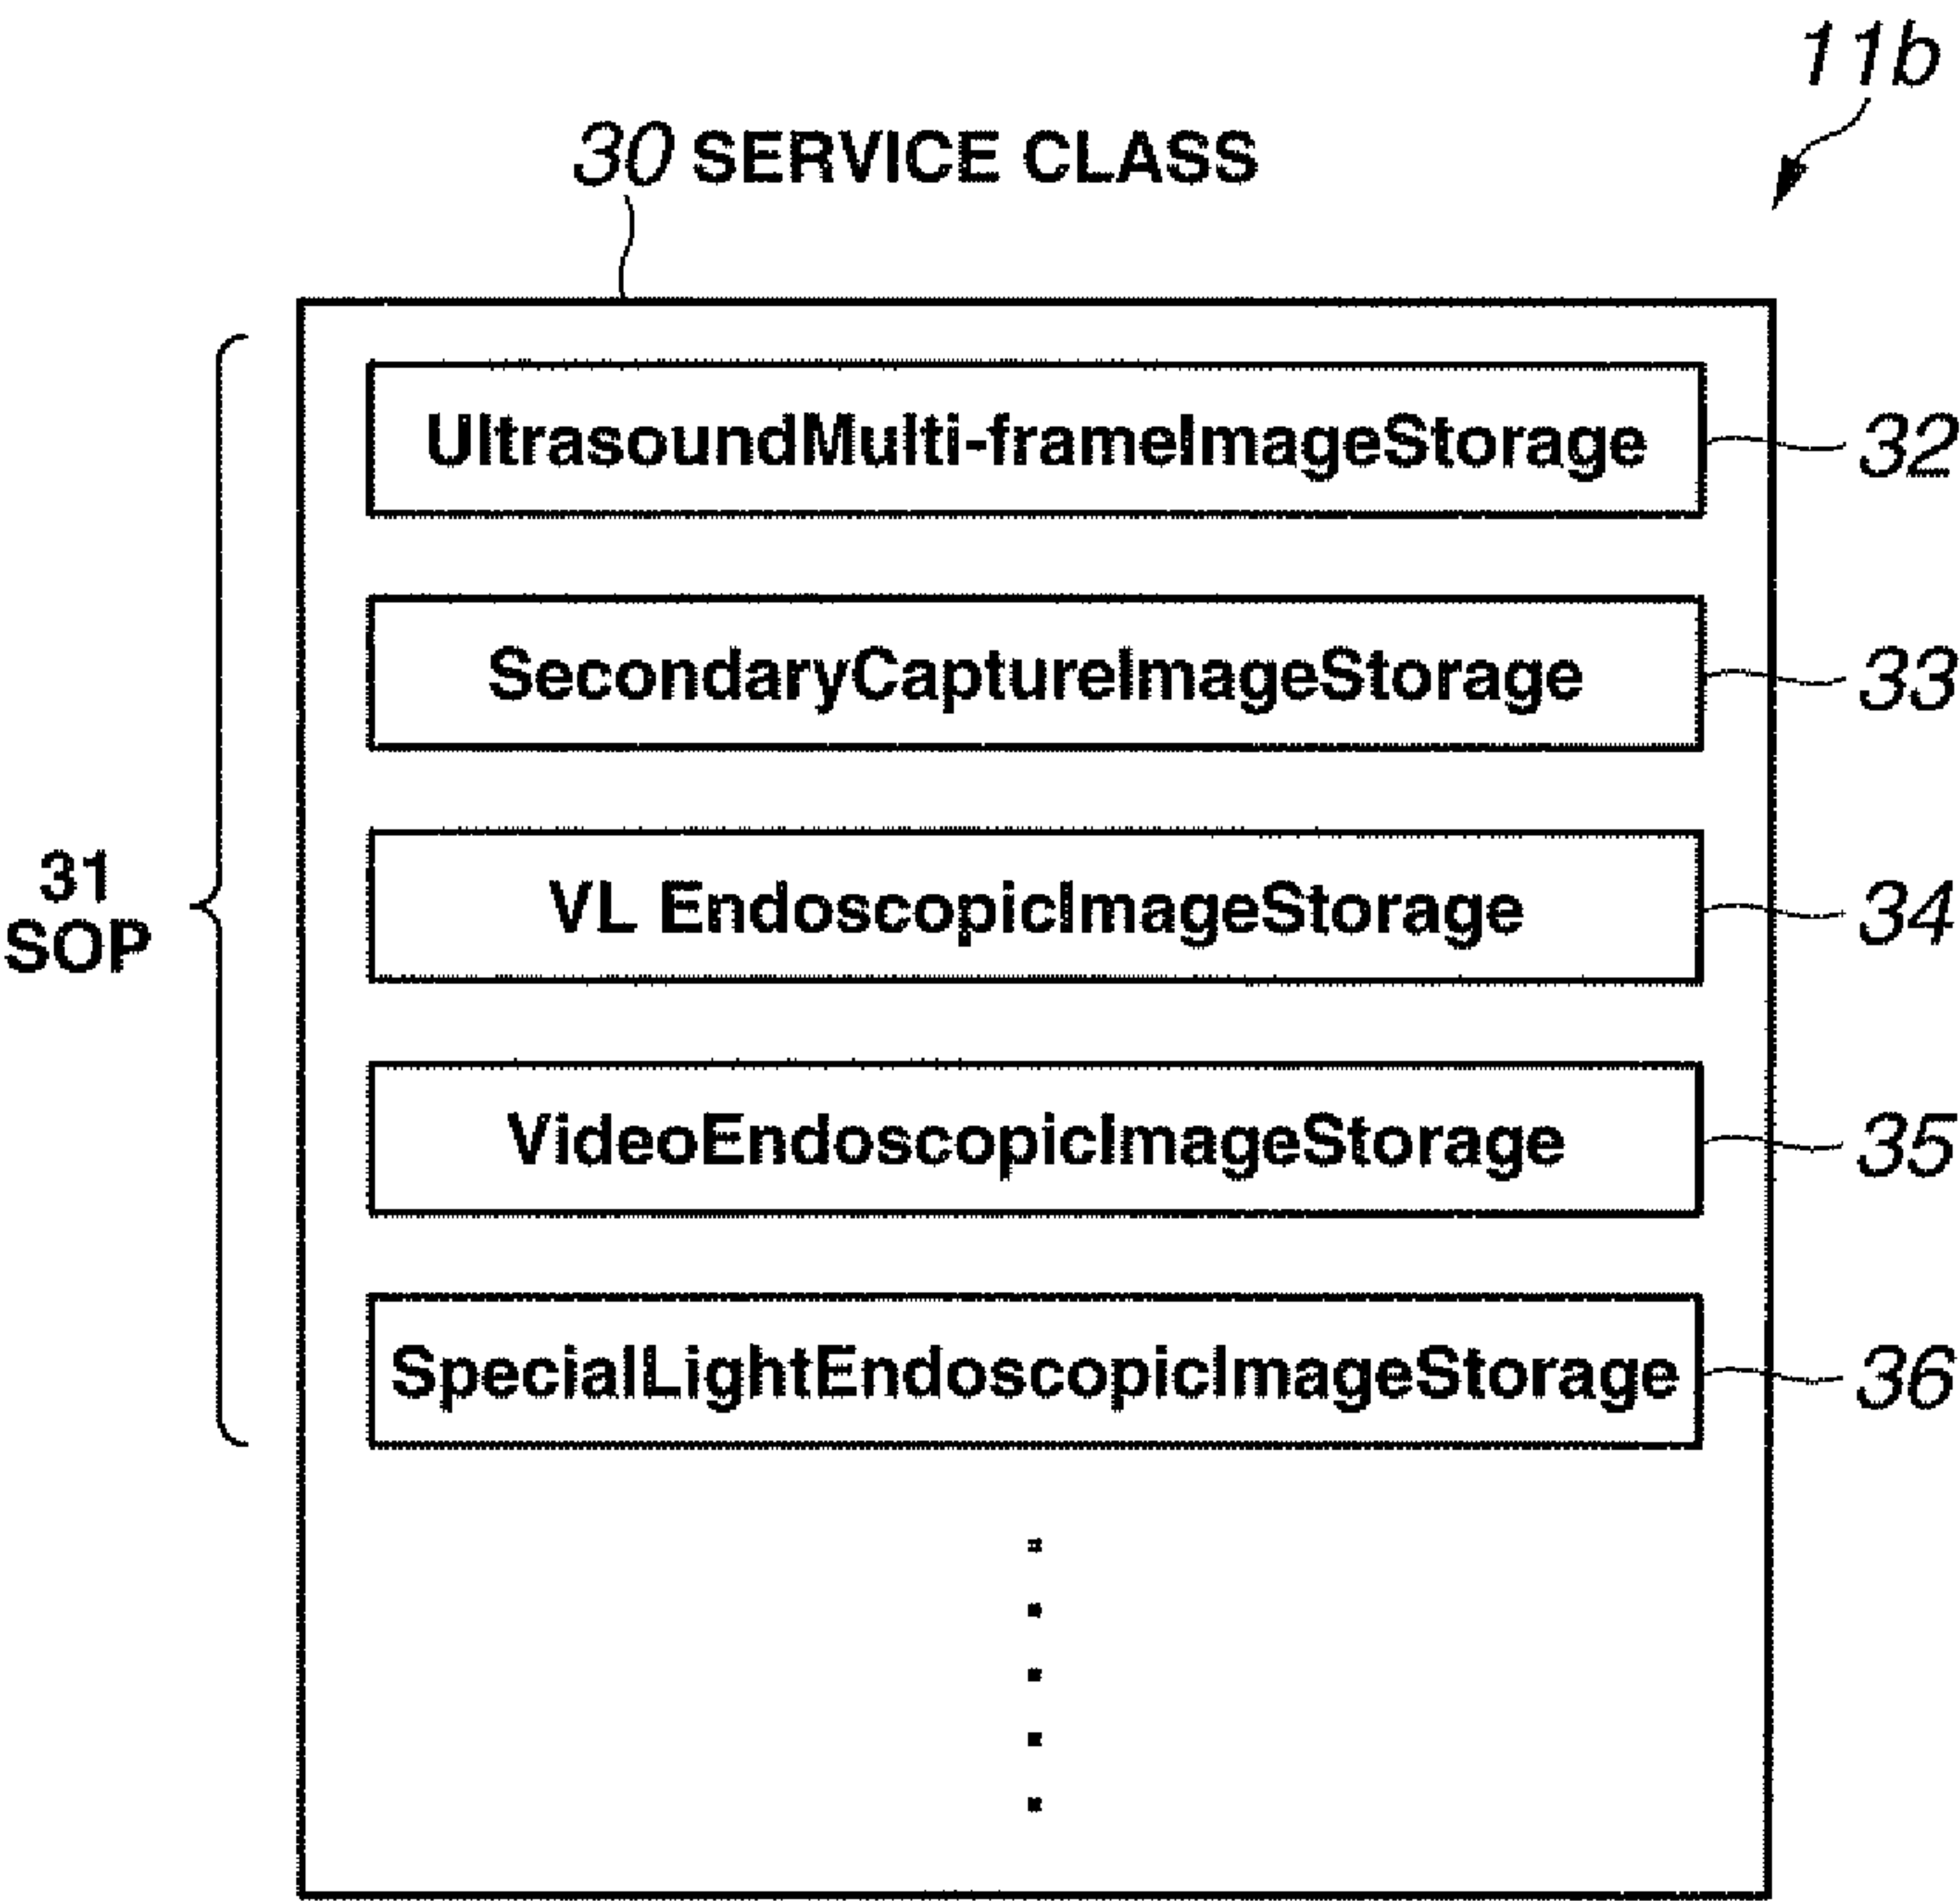 11b
30 SERVICE CLASS
UltrasoundMulti-frameImageStorage
32
SecondaryCaptureImageStorage
33
31
SOP
VL EndoscopicImageStorage
34
VideoEndoscopicImageStorage
35
SpecialLightEndoscopicImageStorage
36